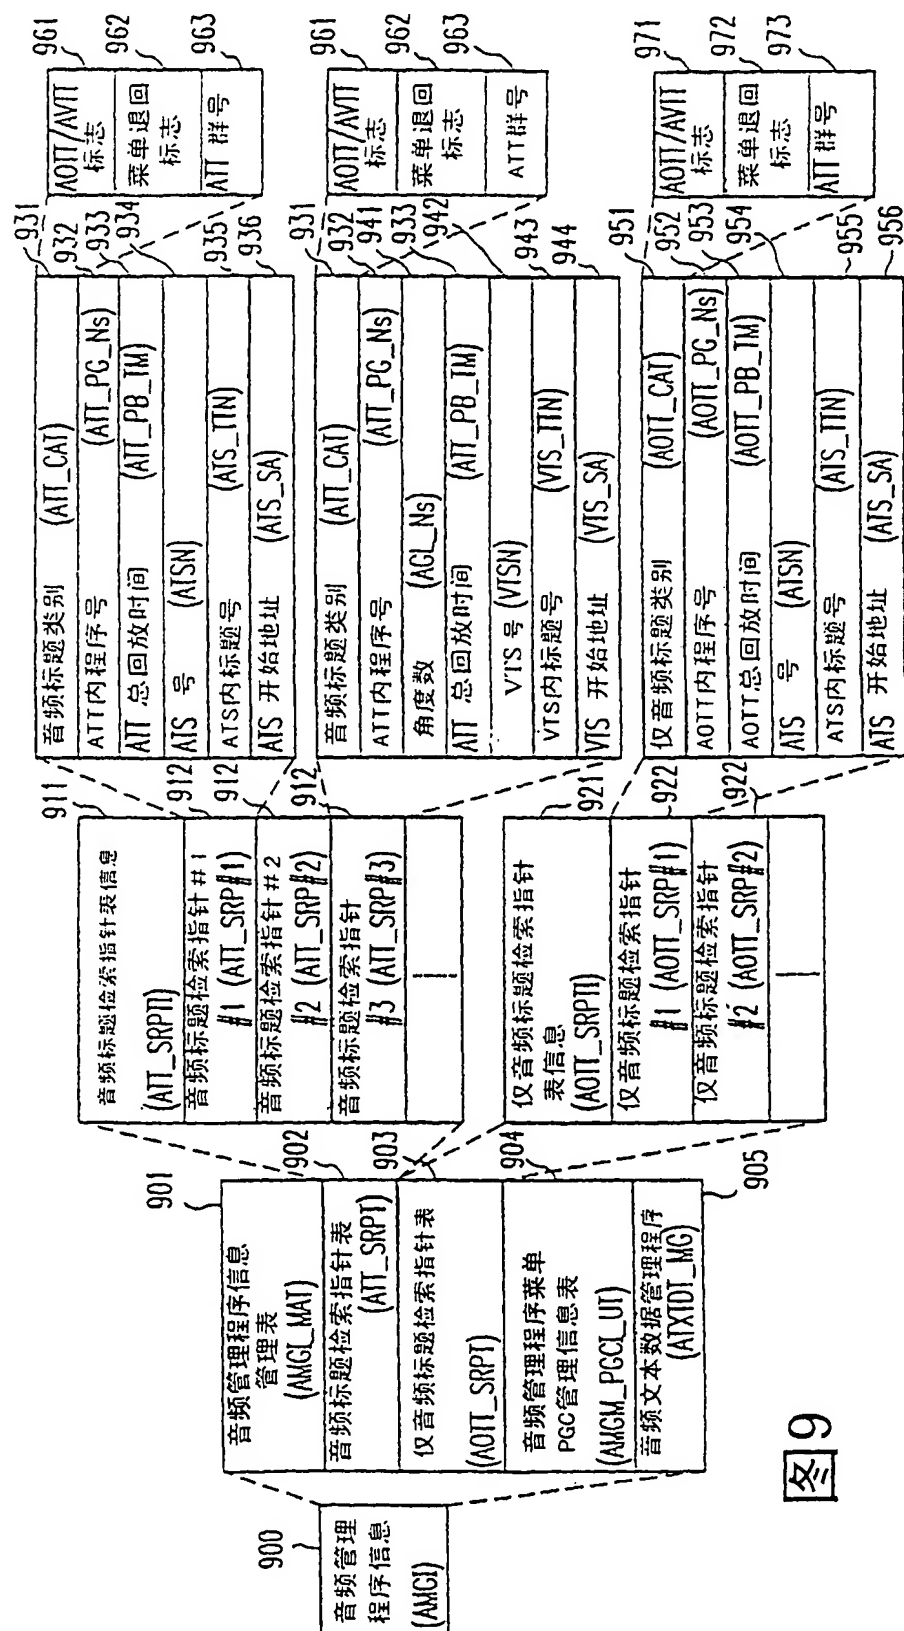 900
音频管理
程序信息
(AMGI)
901
音频管理程序信息
管理表
(AMGI_MAT)
902
音频标题检索指针表
(ATT_SRPT)
903
仅音频标题检索指针表
(AOTT_SRPT)
904
音频管理程序菜单
PGC管理信息表
(AMGM_PGCI_UT)
905
音频文本数据管理程序
(ATXTDT_MG)
911
音频标题检索指针表信息
(ATT_SRPTI)
912
音频标题检索指针#1
#1 (ATT_SRP#1)
912
音频标题检索指针#2
#2 (ATT_SRP#2)
912
音频标题检索指针
#3 (ATT_SRP#3)
921
仅音频标题检索指针
表信息
(AOTT_SRPTI)
922
仅音频标题检索指针
#1 (AOTT_SRP#1)
922
仅音频标题检索指针
#2 (AOTT_SRP#2)
931
音频标题类别 (ATT_CAT)
932
ATT内程序号 (ATT_PG_Ns)
933
ATT 总回放时间 (ATT_PB_TM)
934
ATS 号 (ATSN)
935
ATS内标题号 (ATS_TTN)
936
ATS 开始地址 (ATS_SA)
931
音频标题类别 (ATT_CAT)
932
ATT内程序号 (ATT_PG_Ns)
941
角度数 (AGL_Ns)
933
ATT 总回放时间 (ATT_PB_TM)
942
VTS 号 (VTSN)
943
VTS内标题号 (VTS_TTN)
944
VTS 开始地址 (VTS_SA)
951
仅音频标题类别 (AOTT_CAT)
952
AOTT内程序号 (AOTT_PG_Ns)
953
AOTT总回放时间 (AOTT_PB_TM)
954
ATS 号 (ATSN)
955
ATS内标题号 (ATS_TTN)
956
ATS 开始地址 (ATS_SA)
961
AOTT/AVTT
标志
962
菜单退回
标志
963
ATT 群号
961
AOTT/AVTT
标志
962
菜单退回
标志
963
ATT群号
971
AOTT/AVTT
标志
972
菜单退回
标志
973
ATT 群号
图9